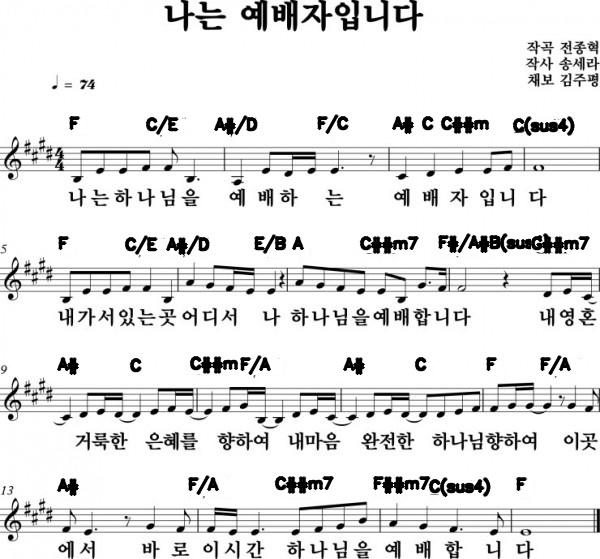 나는 예배자입니다
작곡 전종혁
작사 송세라
채보 김주평
♩ = 74
F C/E A#/D F/C A# C C##m C(sus4)
나는하나님을 예배하 는 예배자입니 다
5
F C/E A#/D E/B A C##m7 F#/A#B(sus C##m7
내가서있는곳어디서 나 하나님을예배합니다 내영혼
9
A# C C##m F/A A# C F F/A
거룩한 은혜를 향하여 내마음 완전한 하나님향하여 이곳
13
A# F/A C##m7 F##m7 C(sus4) F
에서 바로이시간 하나님을예배합 니다